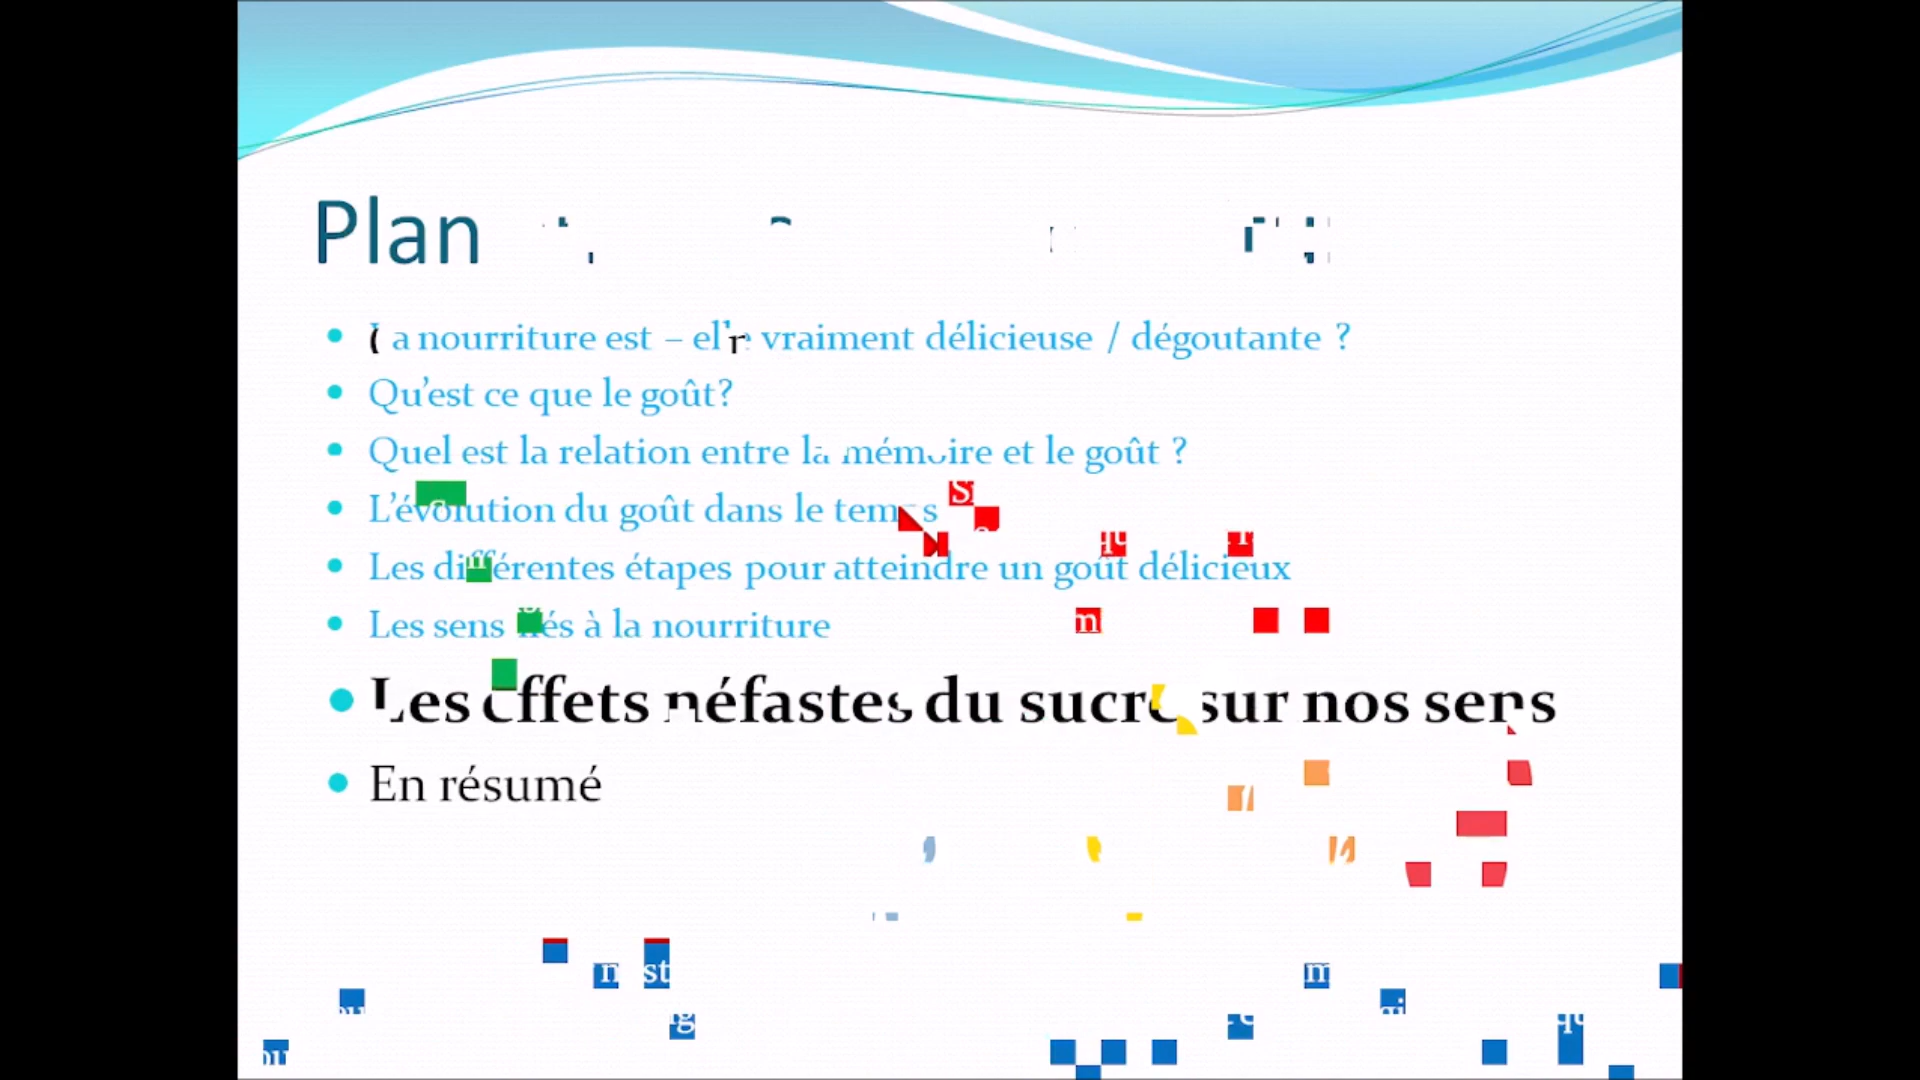 Plan
La nourriture est – elle vraiment délicieuse / dégoutante ?
Qu'est ce que le goût?
Quel est la relation entre la mémoire et le goût ?
L'évolution du goût dans le temps
Les différentes étapes pour atteindre un goût délicieux
Les sens liés à la nourriture
Les effets néfastes du sucre sur nos sens
En résumé